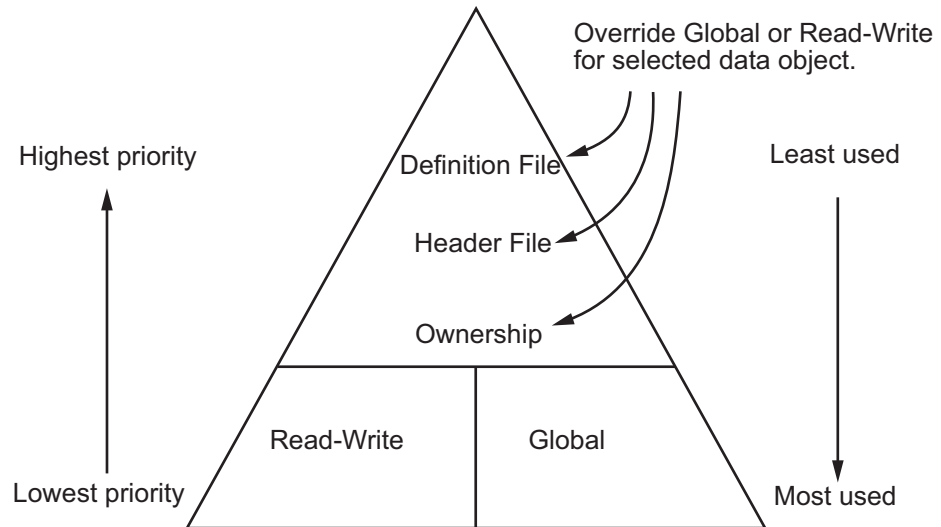 Override Global or Read-Write
for selected data object.
Highest priority
Definition File
Least used
Header File
Ownership
Read-Write
Global
Lowest priority
Most used